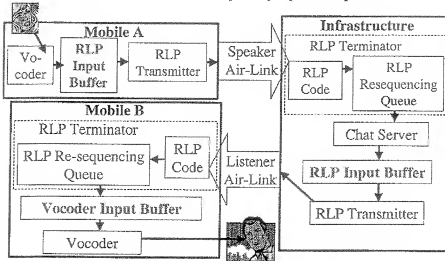 Mobile A
Vo-
coder
RLP
Input
Buffer
RLP
Transmitter
Speaker
Air-Link
Infrastructure
RLP Terminator
RLP
Code
RLP
Resequencing
Queue
Chat Server
RLP Input Buffer
RLP Transmitter
Listener
Air-Link
Mobile B
RLP Terminator
RLP
Code
RLP Re-sequencing
Queue
Vocoder Input Buffer
Vocoder